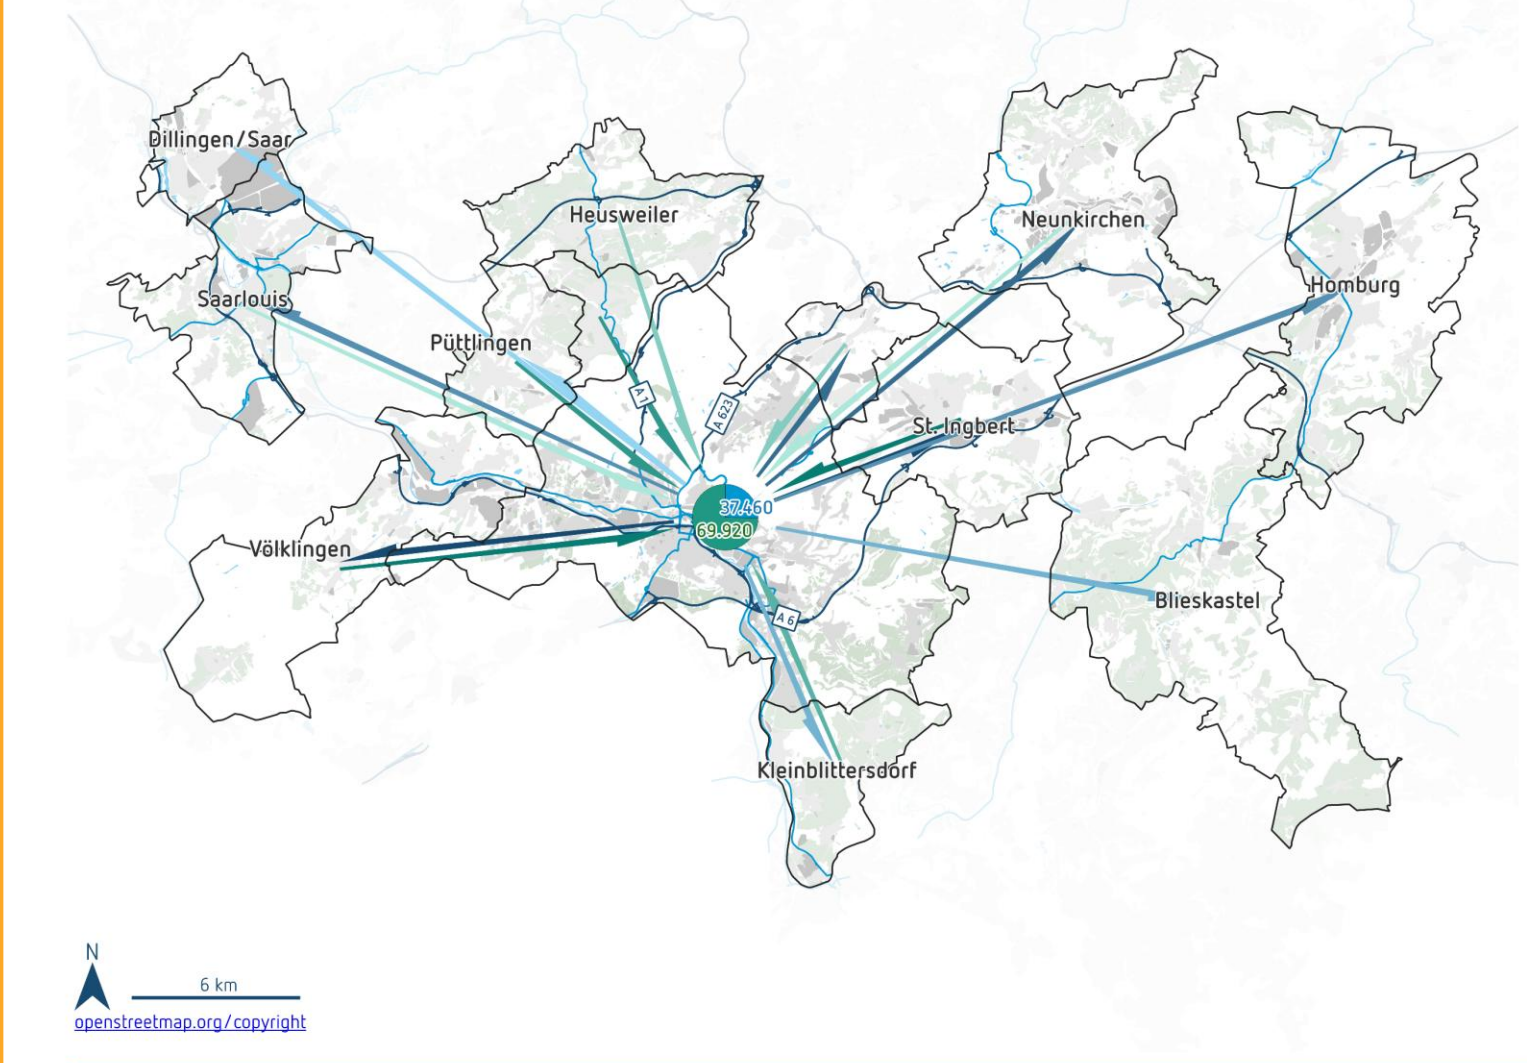 Dillingen/Saar
Heusweiler
Neunkirchen
Homburg
Saarlouis
Püttlingen
A 1
A 623
St. Ingbert
37.460
69.920
Völklingen
Blieskastel
A 6
Kleinblittersdorf
N
6 km
openstreetmap.org/copyright